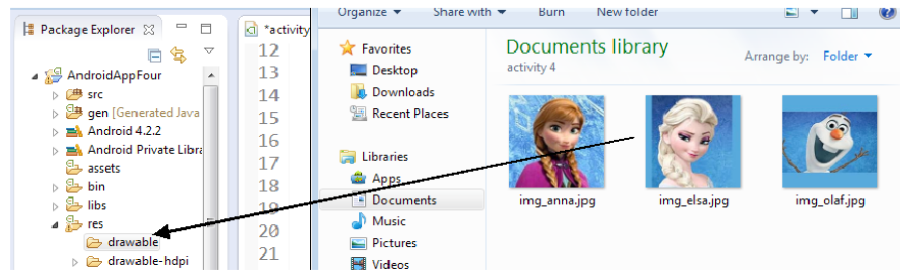 Package Explorer
AndroidAppFour
src
gen [Generated Java
Android 4.2.2
Android Private Libra
assets
bin
libs
res
drawable
drawable-hdpi
*activity
12
13
14
15
16
17
18
19
20
21
Organize Share with Burn New folder
Favorites
Desktop
Downloads
Recent Places
Libraries
Apps
Documents
Music
Pictures
Videos
Documents library
activity 4
Arrange by: Folder
img_anna.jpg
img_elsa.jpg
img_olaf.jpg